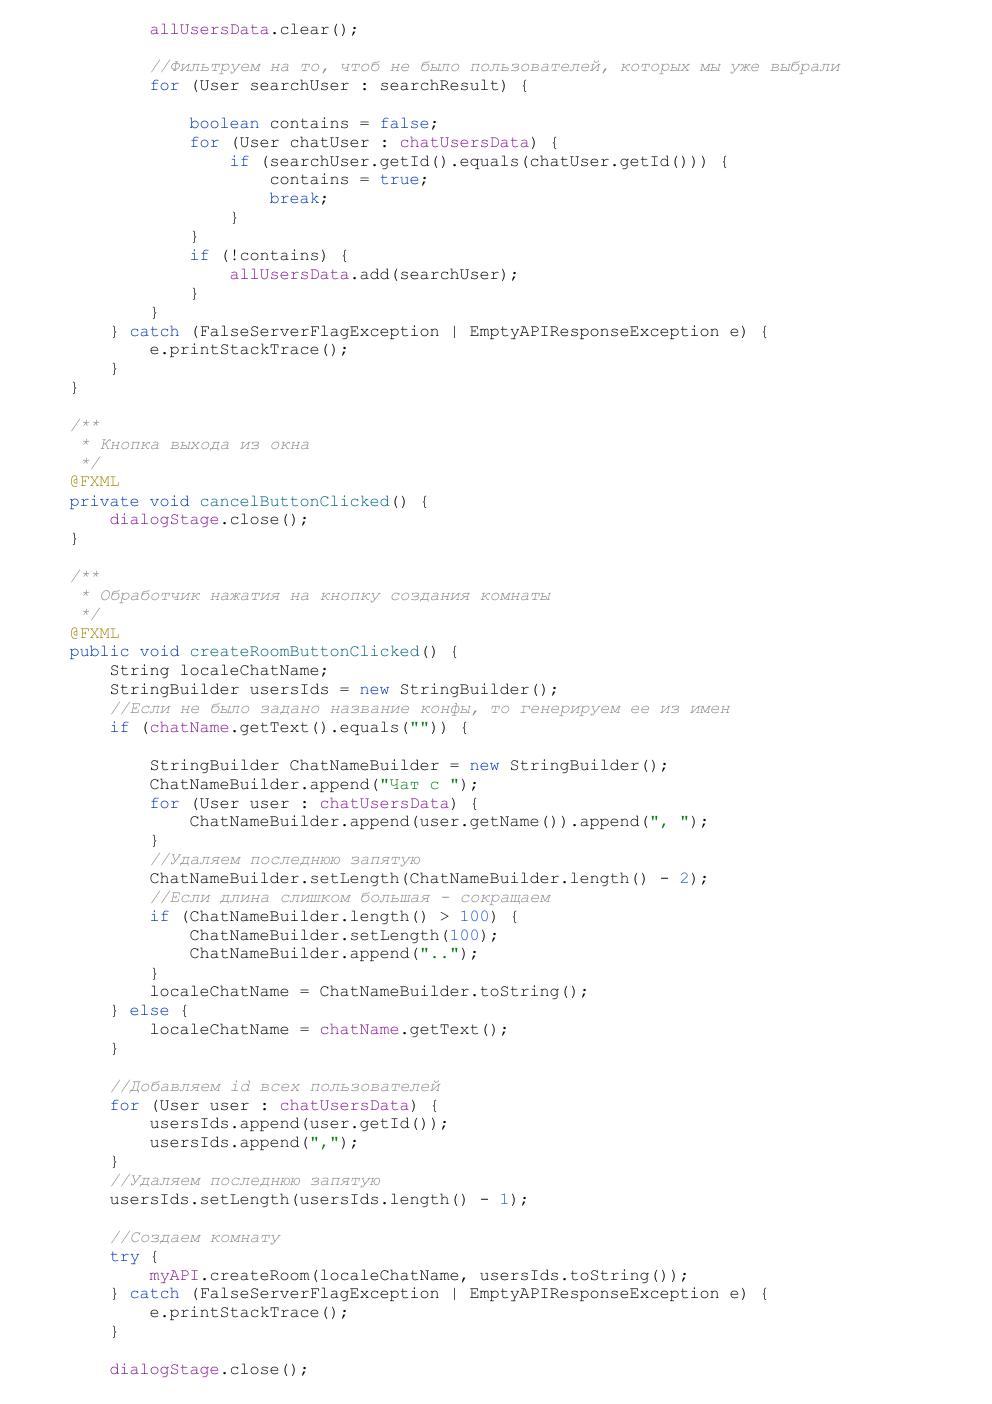 allUsersData.clear();
//Фильтруем на то, чтоб не было пользователей, которых мы уже выбрали
for (User searchUser : searchResult) {
boolean contains = false;
for (User chatUser : chatUsersData) {
if (searchUser.getId().equals(chatUser.getId())) {
contains = true;
break;
}
}
if (!contains) {
allUsersData.add(searchUser);
}
}
} catch (FalseServerFlagException | EmptyAPIResponseException e) {
e.printStackTrace();
}
}
/**
* Кнопка выхода из окна
*/
@FXML
private void cancelButtonClicked() {
dialogStage.close();
}
/**
* Обработчик нажатия на кнопку создания комнаты
*/
@FXML
public void createRoomButtonClicked() {
String localeChatName;
StringBuilder usersIds = new StringBuilder();
//Если не было задано название конфы, то генерируем ее из имен
if (chatName.getText().equals("")) {
StringBuilder ChatNameBuilder = new StringBuilder();
ChatNameBuilder.append("Чат с ");
for (User user : chatUsersData) {
ChatNameBuilder.append(user.getName()).append(", ");
}
//Удаляем последнюю запятую
ChatNameBuilder.setLength(ChatNameBuilder.length() - 2);
//Если длина слишком большая - сокращаем
if (ChatNameBuilder.length() > 100) {
ChatNameBuilder.setLength(100);
ChatNameBuilder.append("..");
}
localeChatName = ChatNameBuilder.toString();
} else {
localeChatName = chatName.getText();
}
//Добавляем id всех пользователей
for (User user : chatUsersData) {
usersIds.append(user.getId());
usersIds.append(",");
}
//Удаляем последнюю запятую
usersIds.setLength(usersIds.length() - 1);
//Создаем комнату
try {
myAPI.createRoom(localeChatName, usersIds.toString());
} catch (FalseServerFlagException | EmptyAPIResponseException e) {
e.printStackTrace();
}
dialogStage.close();